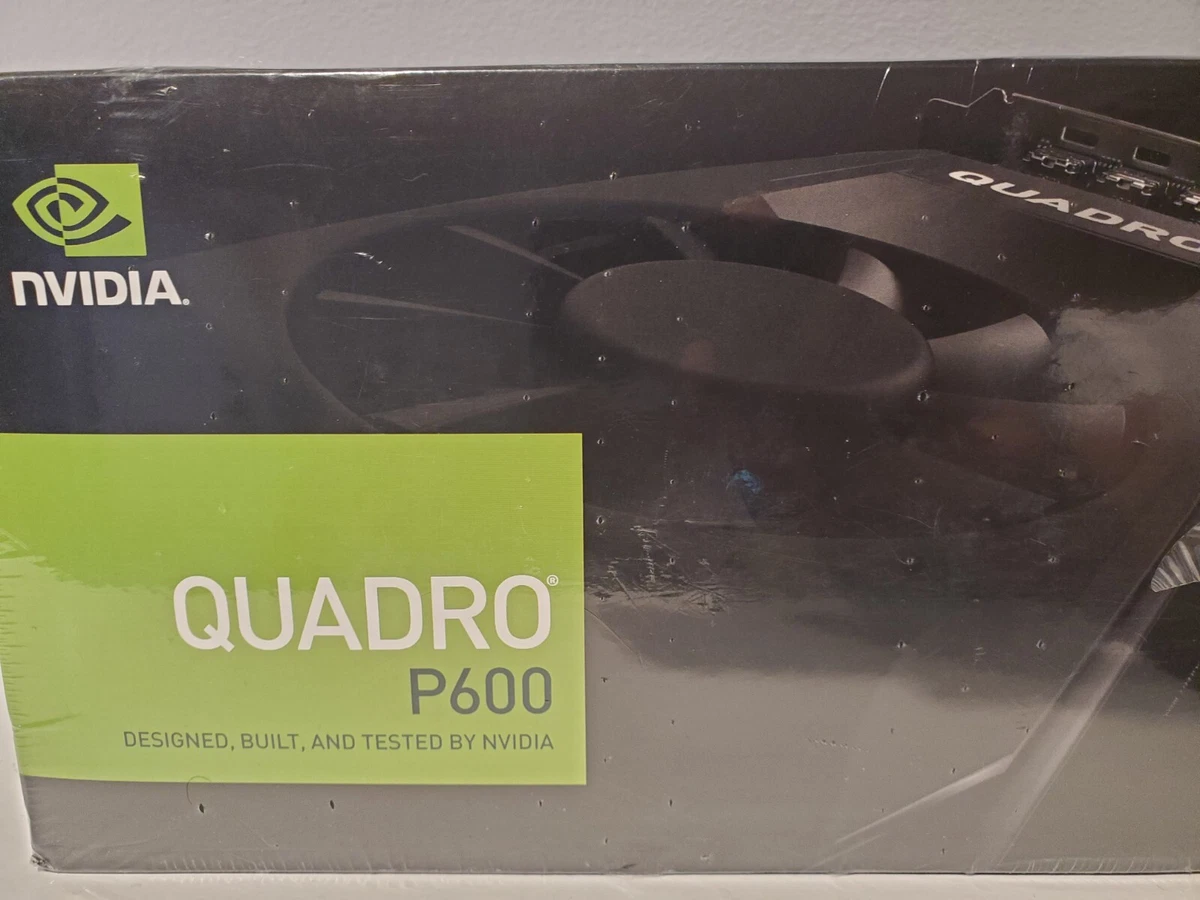 NVIDIA.
QUADRO
QUADRO®
P600
DESIGNED, BUILT, AND TESTED BY NVIDIA